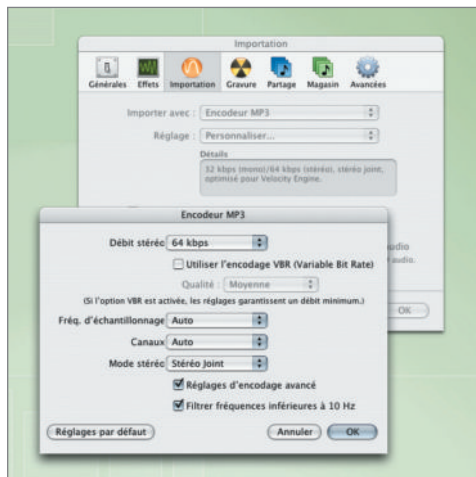 Importation
Générales Effets Importation Gravure Partage Magasin Avancées
Importer avec : Encodeur MP3
Réglage : Personnaliser...
Détails
32 kbps (mono)/64 kbps (stéréo), stéréo joint,
optimisé pour Velocity Engine.
Encodeur MP3
Débit stéréo 64 kbps
udio
audio.
Utiliser l'encodage VBR (Variable Bit Rate)
Qualité : Moyenne
(Si l'option VBR est activée, les réglages garantissent un débit minimum.)
OK
Fréq. d'échantillonnage Auto
Canaux Auto
Mode stéréo Stéréo Joint
Réglages d'encodage avancé
Filtrer fréquences inférieures à 10 Hz
Réglages par défaut Annuler OK